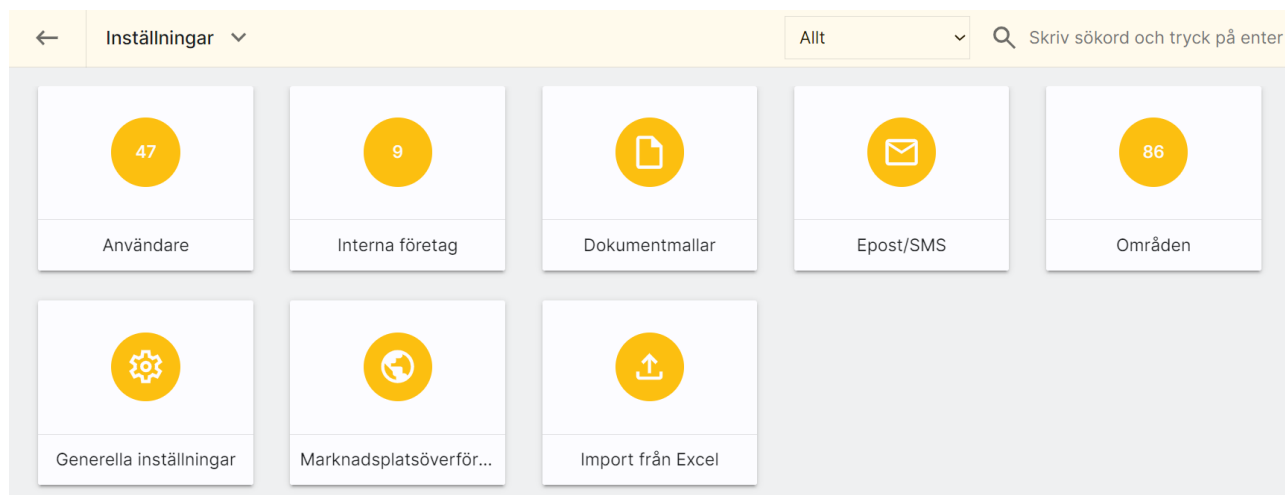 Inställningar
Allt
Skriv sökord och tryck på enter
47
9
86
Användare
Interna företag
Dokumentmallar
Epost/SMS
Områden
Generella inställningar
Marknadsplatsöverför...
Import från Excel